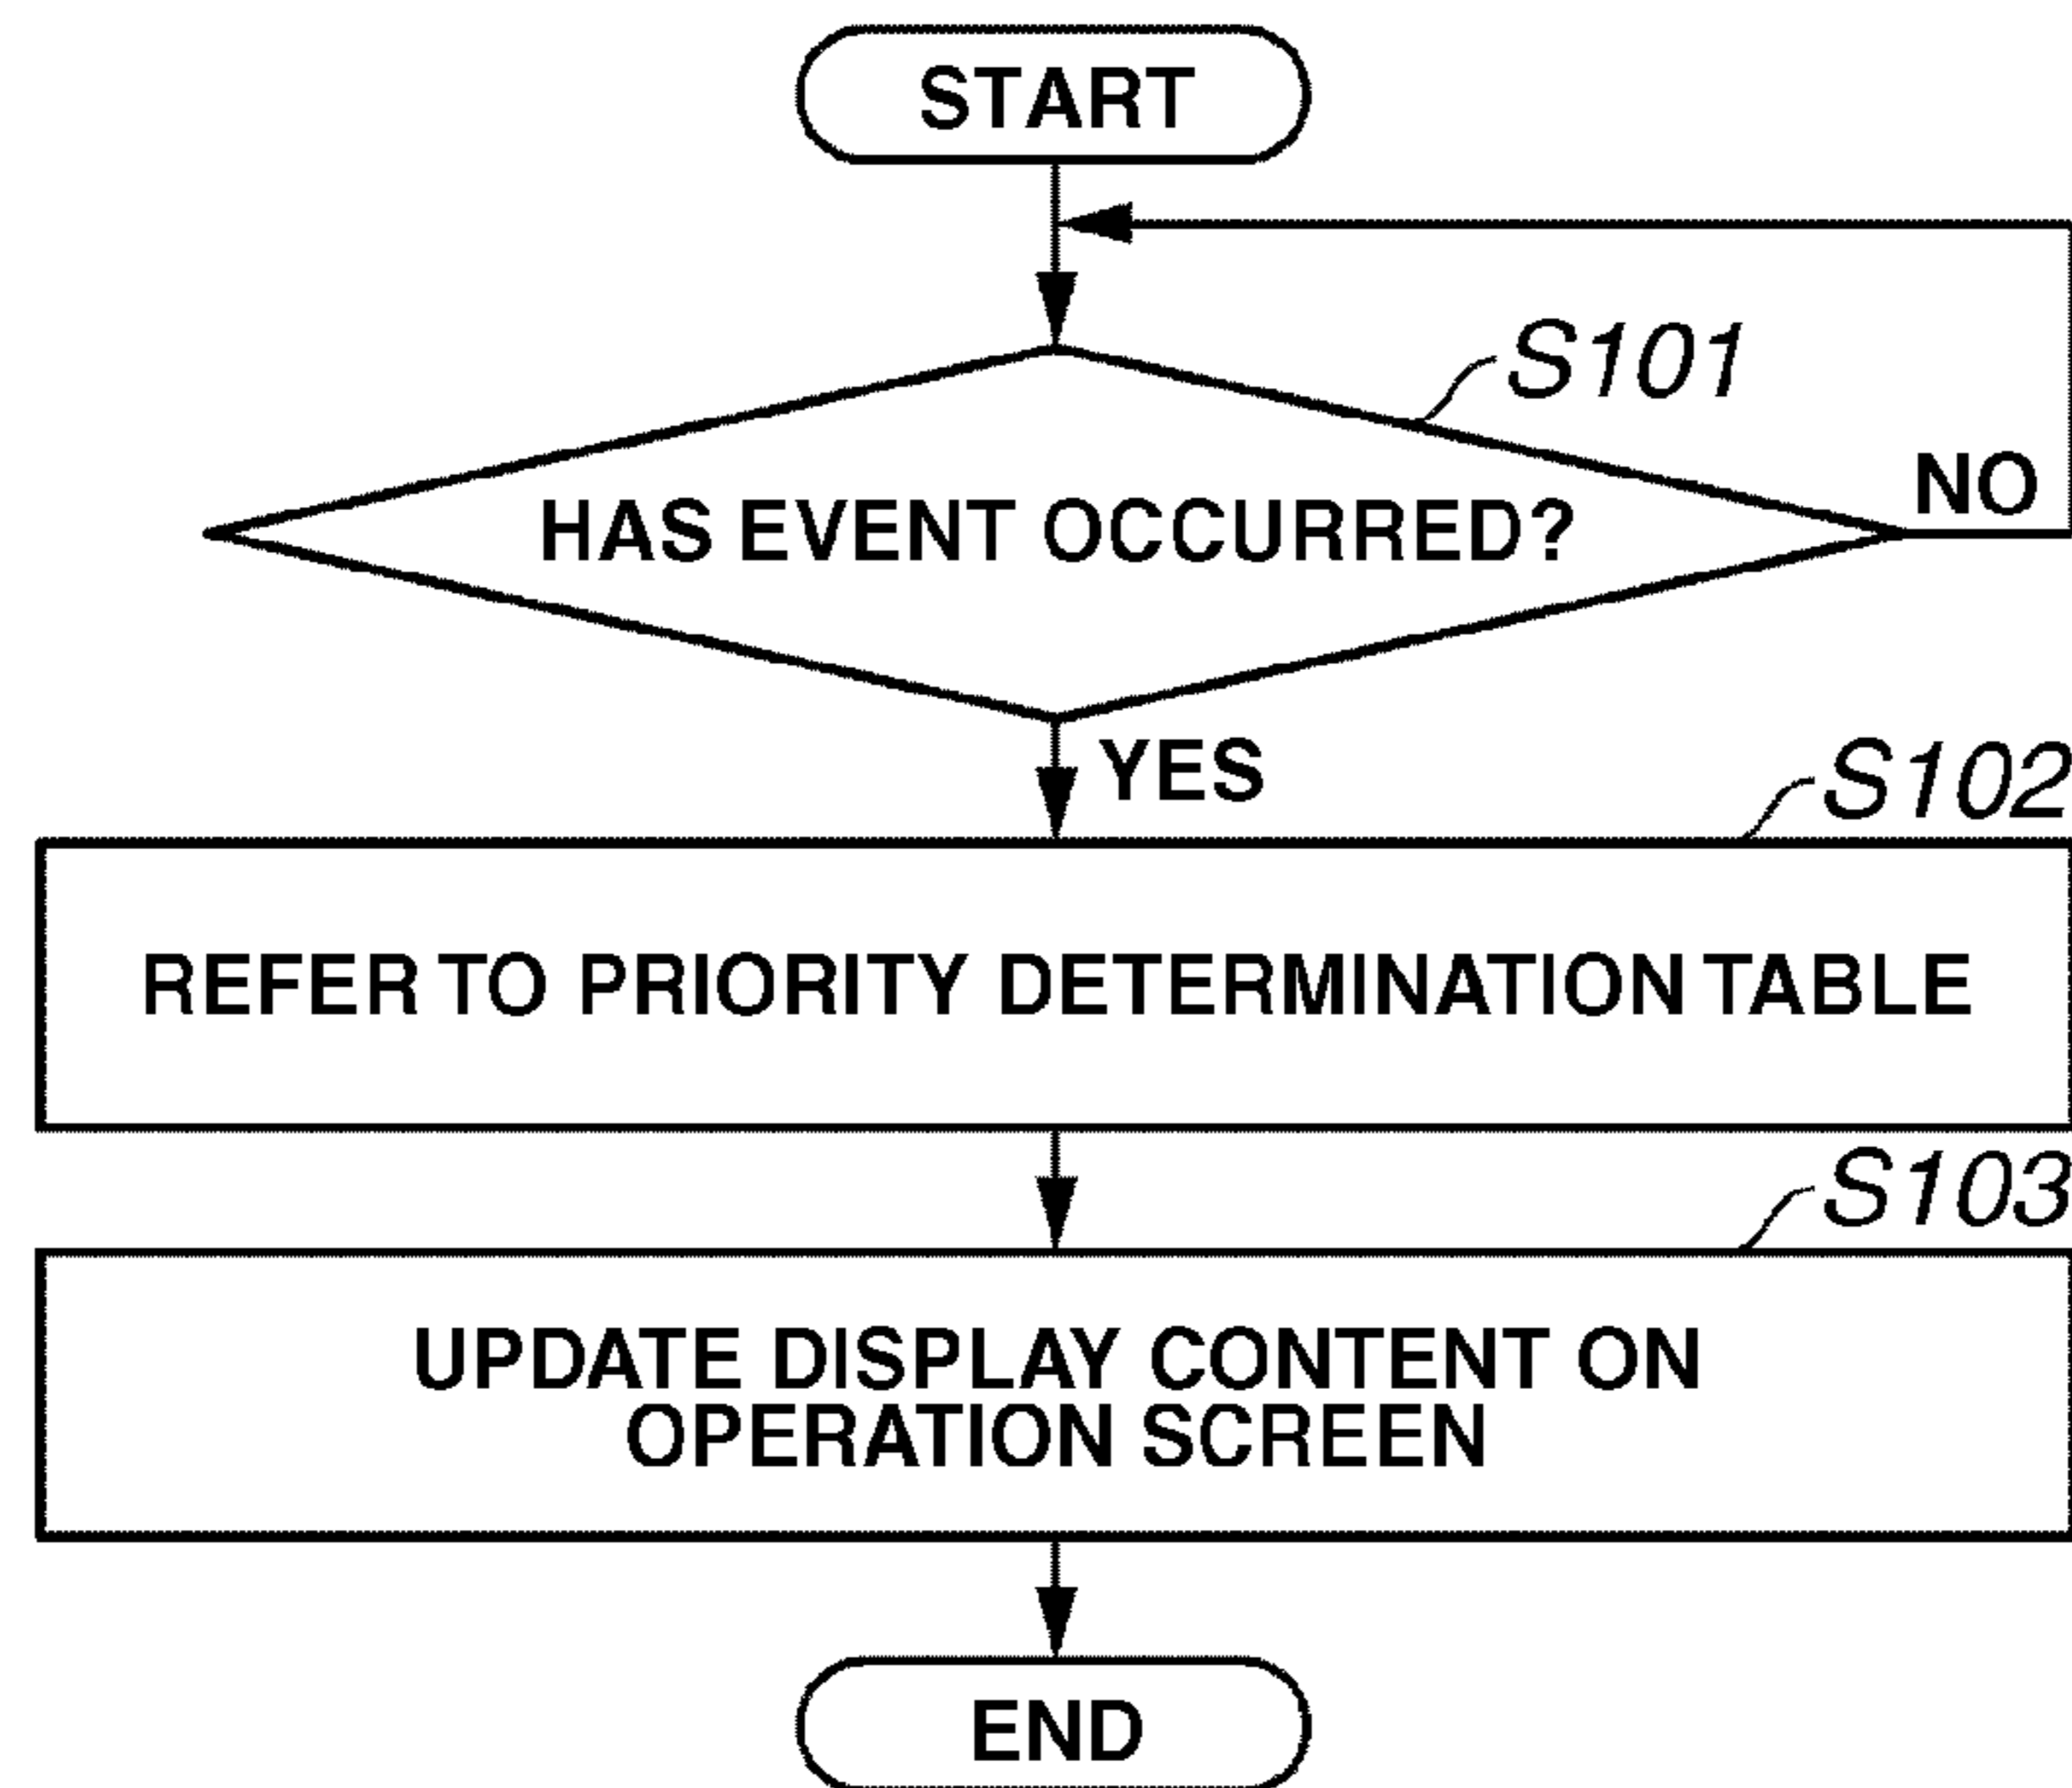 START
S101
NO
HAS EVENT OCCURRED?
YES
S102
REFER TO PRIORITY DETERMINATION TABLE
S103
UPDATE DISPLAY CONTENT ON
OPERATION SCREEN
END